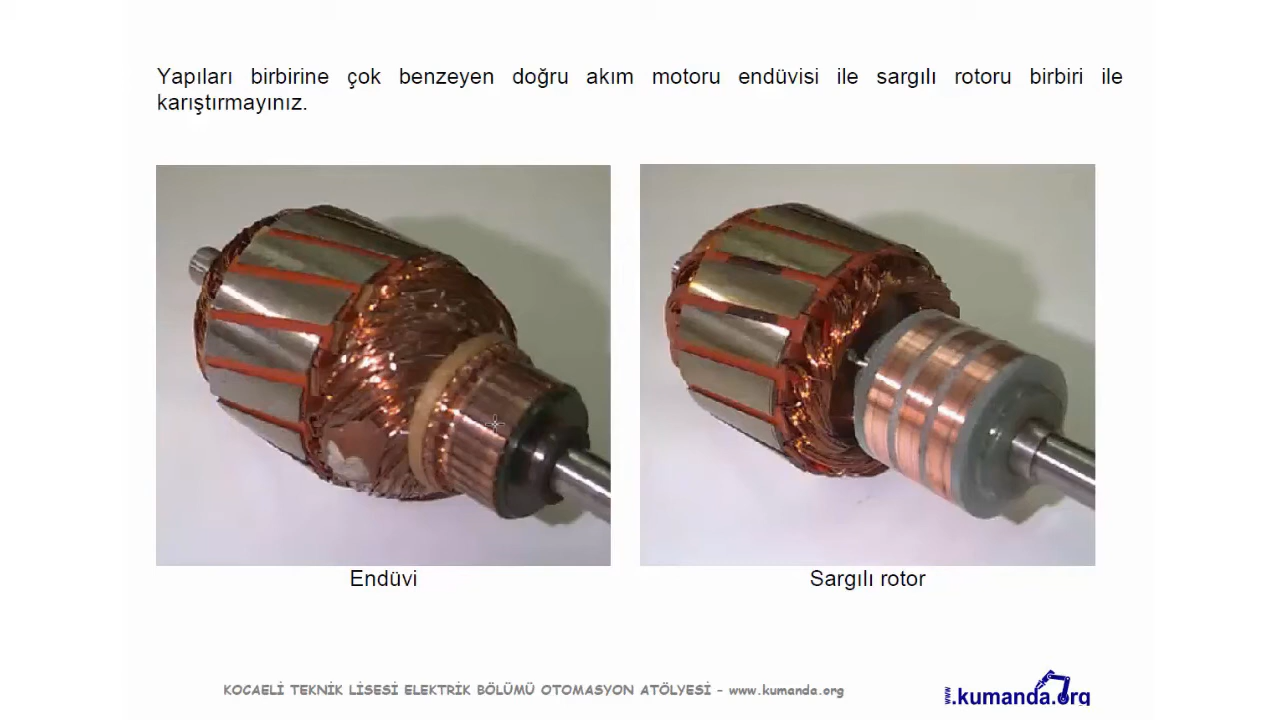 Yapıları birbirine çok benzeyen doğru akım motoru endüvisi ile sargılı rotoru birbiri ile
karıştırmayınız.
Endüvi
Sargılı rotor
KOCAELİ TEKNİK LİSESİ ELEKTRİK BÖLÜMÜ OTOMASYON ATÖLYESİ - www.kumanda.org
www.kumanda.org